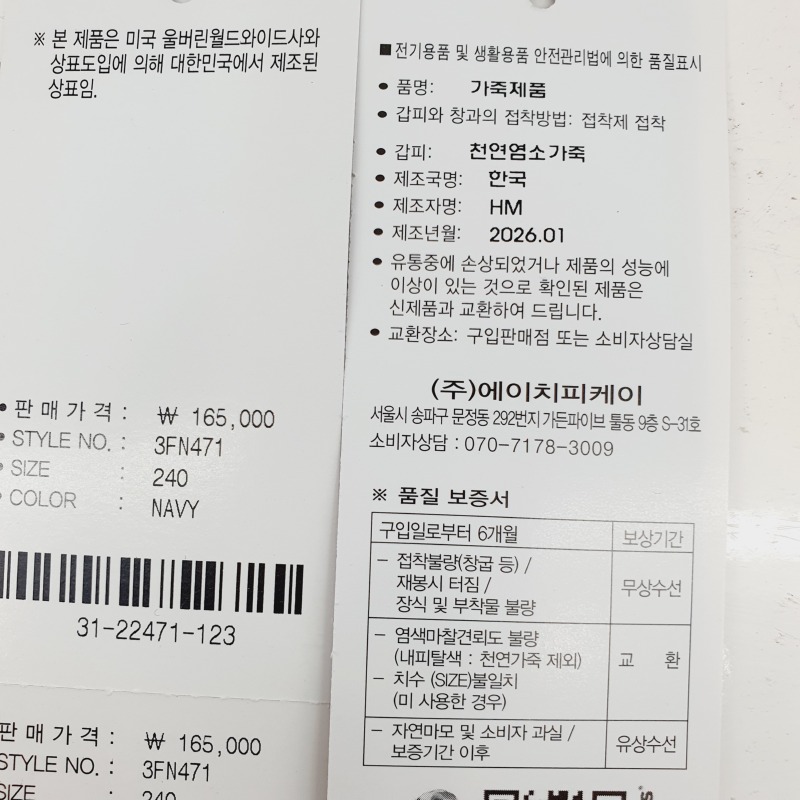 ※ 본 제품은 미국 울버린월드와이드사와
상표도입에 의해 대한민국에서 제조된
상표임.
• 판 매 가 격 : ₩ 165,000
• STYLE NO. : 3FN471
• SIZE : 240
• COLOR : NAVY
31-22471-123
판 매 가 격 : ₩ 165,000
STYLE NO. : 3FN471
SIZE : 240
■ 전기용품 및 생활용품 안전관리법에 의한 품질표시
• 품명: 가죽제품
• 갑피와 창과의 접착방법: 접착제 접착
• 갑피: 천연염소가죽
• 제조국명: 한국
• 제조자명: HM
• 제조년월: 2026.01
• 유통중에 손상되었거나 제품의 성능에
이상이 있는 것으로 확인된 제품은
신제품과 교환하여 드립니다.
• 교환장소: 구입판매점 또는 소비자상담실
(주)에이치피케이
서울시 송파구 문정동 292번지 가든파이브 툴동 9층 S-31호
소비자상담 : 070-7178-3009
※ 품질 보증서
구입일로부터 6개월 보상기간
- 접착불량(창굽 등) /
재봉시 터짐 /
장식 및 부착물 불량
무상수선
- 염색마찰견뢰도 불량
(내피탈색 : 천연가죽 제외)
- 치수 (SIZE)불일치
(미 사용한 경우)
교 환
- 자연마모 및 소비자 과실 /
보증기간 이후
유상수선